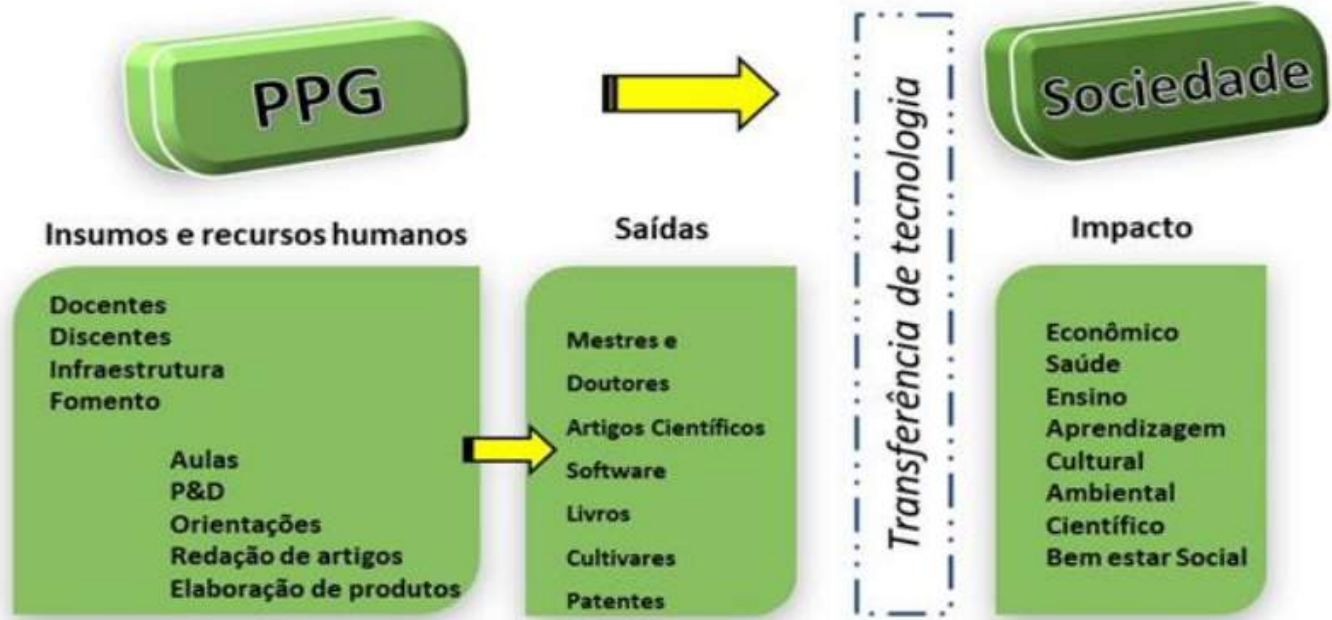 PPG
Sociedade
Transferência de tecnologia
Insumos e recursos humanos
Docentes
Discentes
Infraestrutura
Fomento
Aulas
P&D
Orientações
Redação de artigos
Elaboração de produtos
Saídas
Mestres e
Doutores
Artigos Científicos
Software
Livros
Cultivares
Patentes
Impacto
Econômico
Saúde
Ensino
Aprendizagem
Cultural
Ambiental
Científico
Bem estar Social